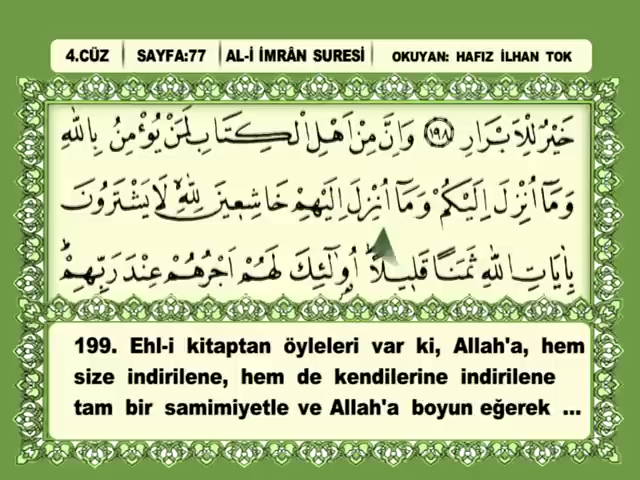 4.CÜZ SAYFA:77 AL-İ İMRÂN SURESİ OKUYAN: HAFIZ İLHAN TOK
خَيْرٌ لِلْاَبْرَارِ ﴿١٩٨﴾ وَاِنَّ مِنْ اَهْلِ الْكِتَابِ لَمَنْ يُؤْمِنُ بِاللّٰهِ
وَمَٓا اُنْزِلَ اِلَيْكُمْ وَمَٓا اُنْزِلَ اِلَيْهِمْ خَاشِعٖينَ لِلّٰهِۙ لَا يَشْتَرُونَ
بِاٰيَاتِ اللّٰهِ ثَمَنًا قَلٖيلًاۜ اُو۬لٰٓئِكَ لَهُمْ اَجْرُهُمْ عِنْدَ رَبِّهِمْۜ
199. Ehl-i kitaptan öyleleri var ki, Allah'a, hem
size indirilene, hem de kendilerine indirilene
tam bir samimiyetle ve Allah'a boyun eğerek ...